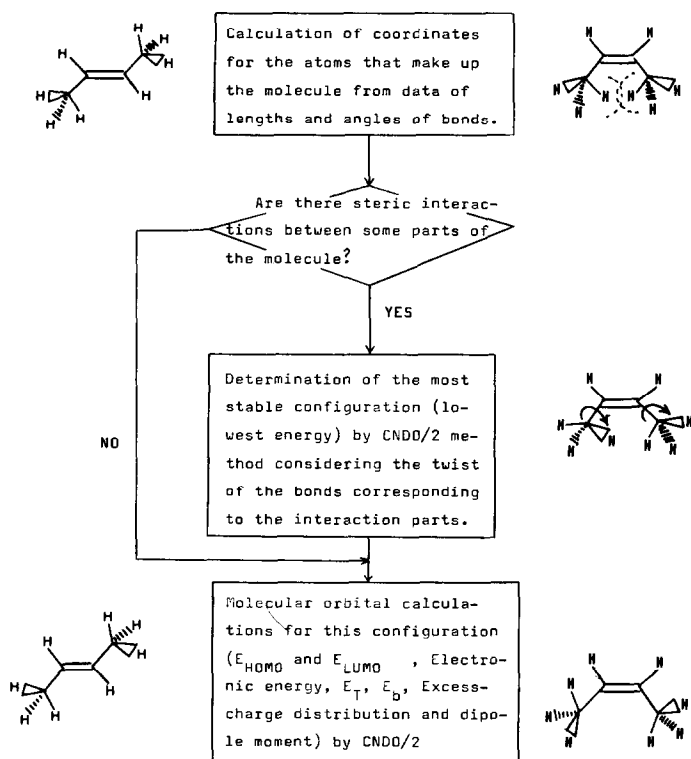 Calculation of coordinates
for the atoms that make up
the molecule from data of
lengths and angles of bonds.
Are there steric interac-
tions between some parts of
the molecule?
YES
NO
Determination of the most
stable configuration (lo-
west energy) by CNDO/2 me-
thod considering the twist
of the bonds corresponding
to the interaction parts.
Molecular orbital calcula-
tions for this configuration
(E_HOMO and E_LUMO , Electro-
nic energy, E_T, E_b, Excess-
charge distribution and dipo-
le moment) by CNDO/2
H H
H
H
H
H H
H H
H H
H H
H H
H H
H H
H H
H H
H
H
H
H H
H H
H H
H H